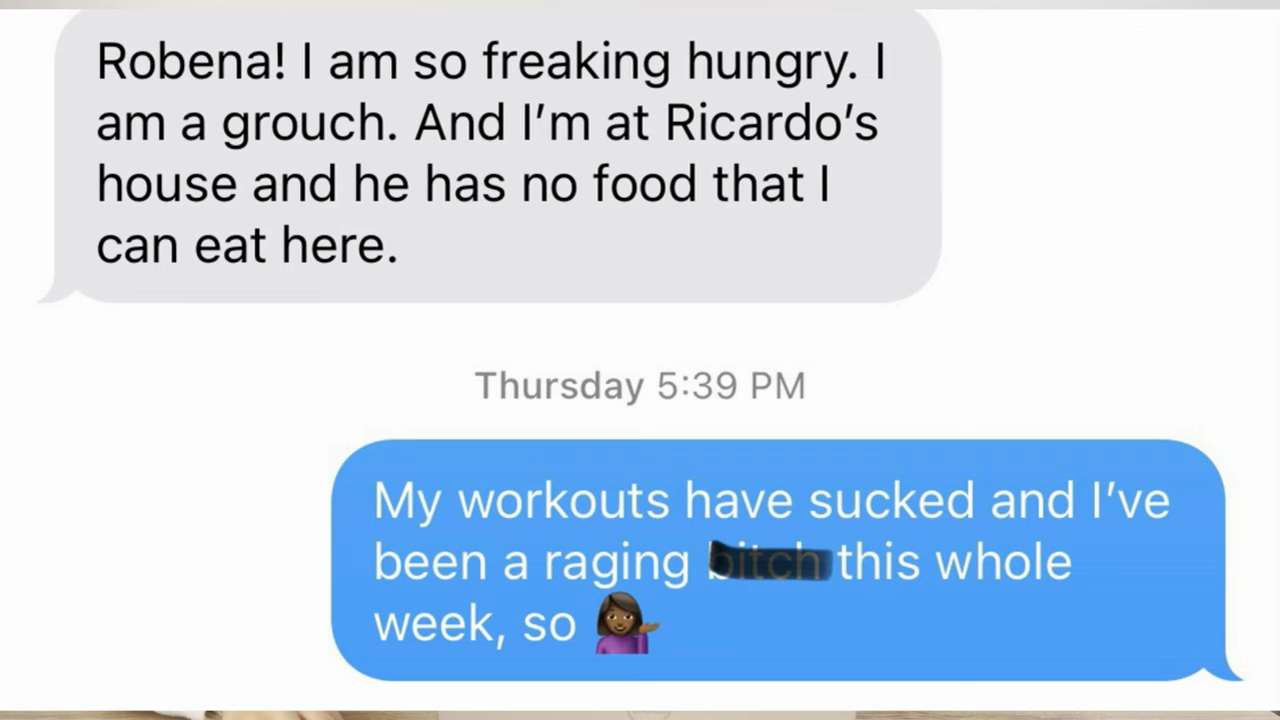 Robena! I am so freaking hungry. I
am a grouch. And I’m at Ricardo’s
house and he has no food that I
can eat here.
Thursday 5:39 PM
My workouts have sucked and I’ve
been a raging bitch this whole
week, so 💁🏾‍♀️